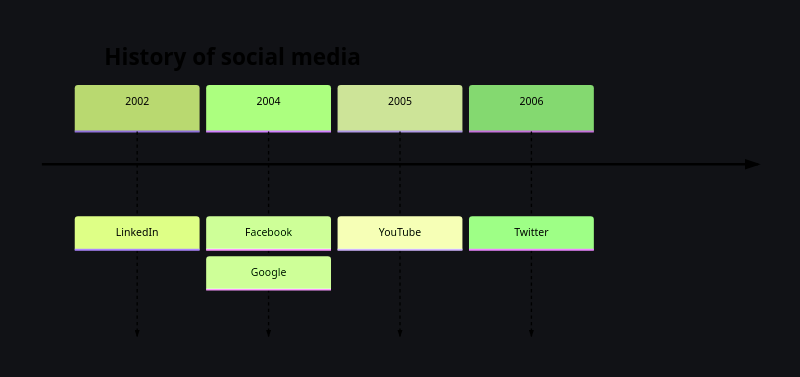 History of social media
2002
2004
2005
2006
LinkedIn
Facebook
YouTube
Twitter
Google